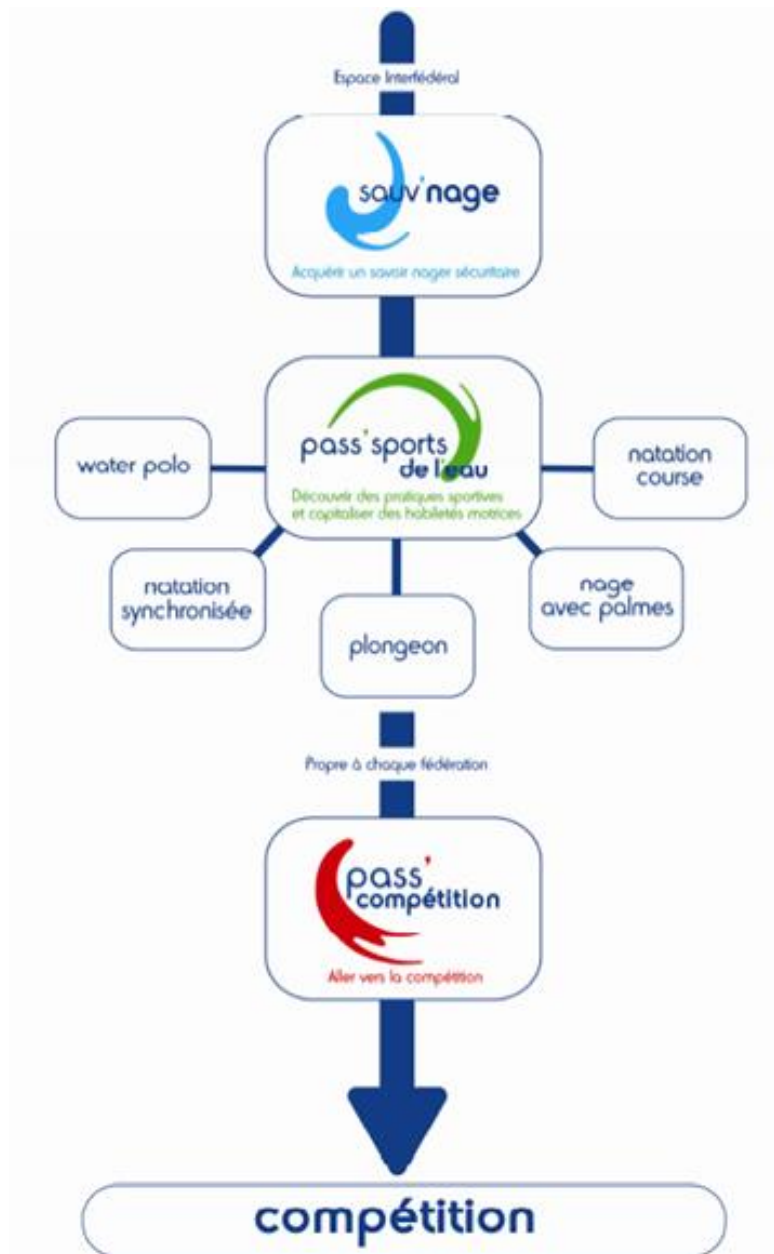 Espace Interfédéral
sauv'nage
Acquérir un savoir nager sécuritaire
pass'sports
de l'eau
Découvrir des pratiques sportives
et capitaliser des habiletés motrices
water polo
natation
course
natation
synchronisée
nage
avec palmes
plongeon
Propre à chaque fédération
pass'
compétition
Aller vers la compétition
compétition